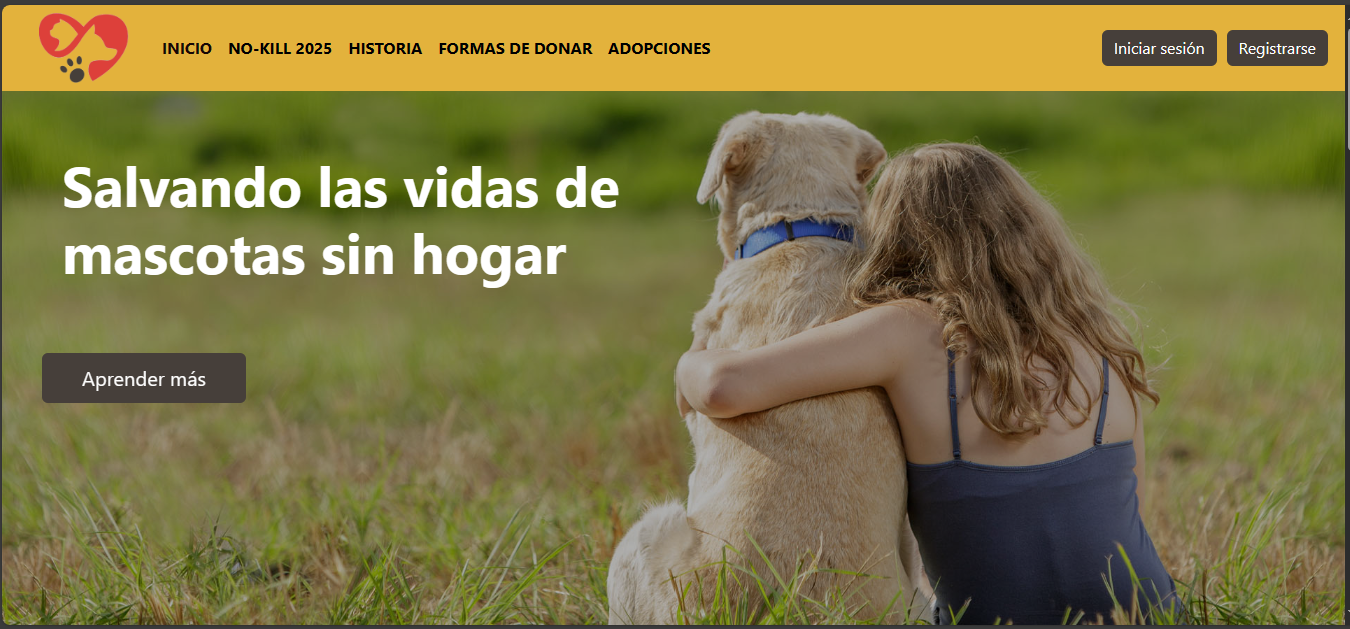 INICIO NO-KILL 2025 HISTORIA FORMAS DE DONAR ADOPCIONES Iniciar sesión Registrarse
Salvando las vidas de
mascotas sin hogar
Aprender más